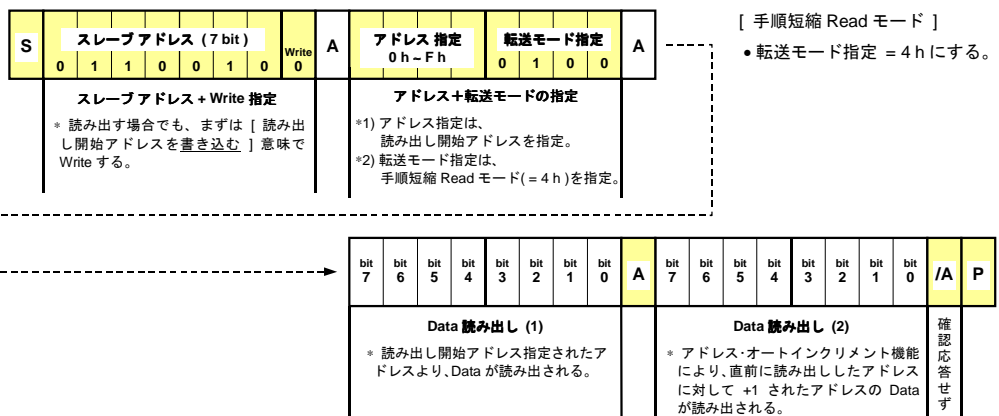 [ 手順短縮 Read モード ]
• 転送モード指定 = 4 h にする。
S スレーブ アドレス ( 7 bit ) Write A アドレス 指定 転送モード指定 A
0 h ~ F h
0 1 1 0 0 1 0 0 0 1 0 0
スレーブ アドレス + Write 指定
* 読み出す場合でも、まずは [ 読み出
し開始アドレスを書き込む ] 意味で
Write する。
アドレス+転送モードの指定
*1) アドレス指定は、
読み出し開始アドレスを指定。
*2) 転送モード指定は、
手順短縮 Read モード( = 4 h )を指定。
bit bit bit bit bit bit bit bit A bit bit bit bit bit bit bit bit /A P
7 6 5 4 3 2 1 0 7 6 5 4 3 2 1 0
Data 読み出し (1)
* 読み出し開始アドレス指定されたア
ドレスより、Data が読み出される。
Data 読み出し (2)
* アドレス・オートインクリメント機能
により、直前に読み出ししたアドレス
に対して +1 されたアドレスの Data
が読み出される。
確認応答せず